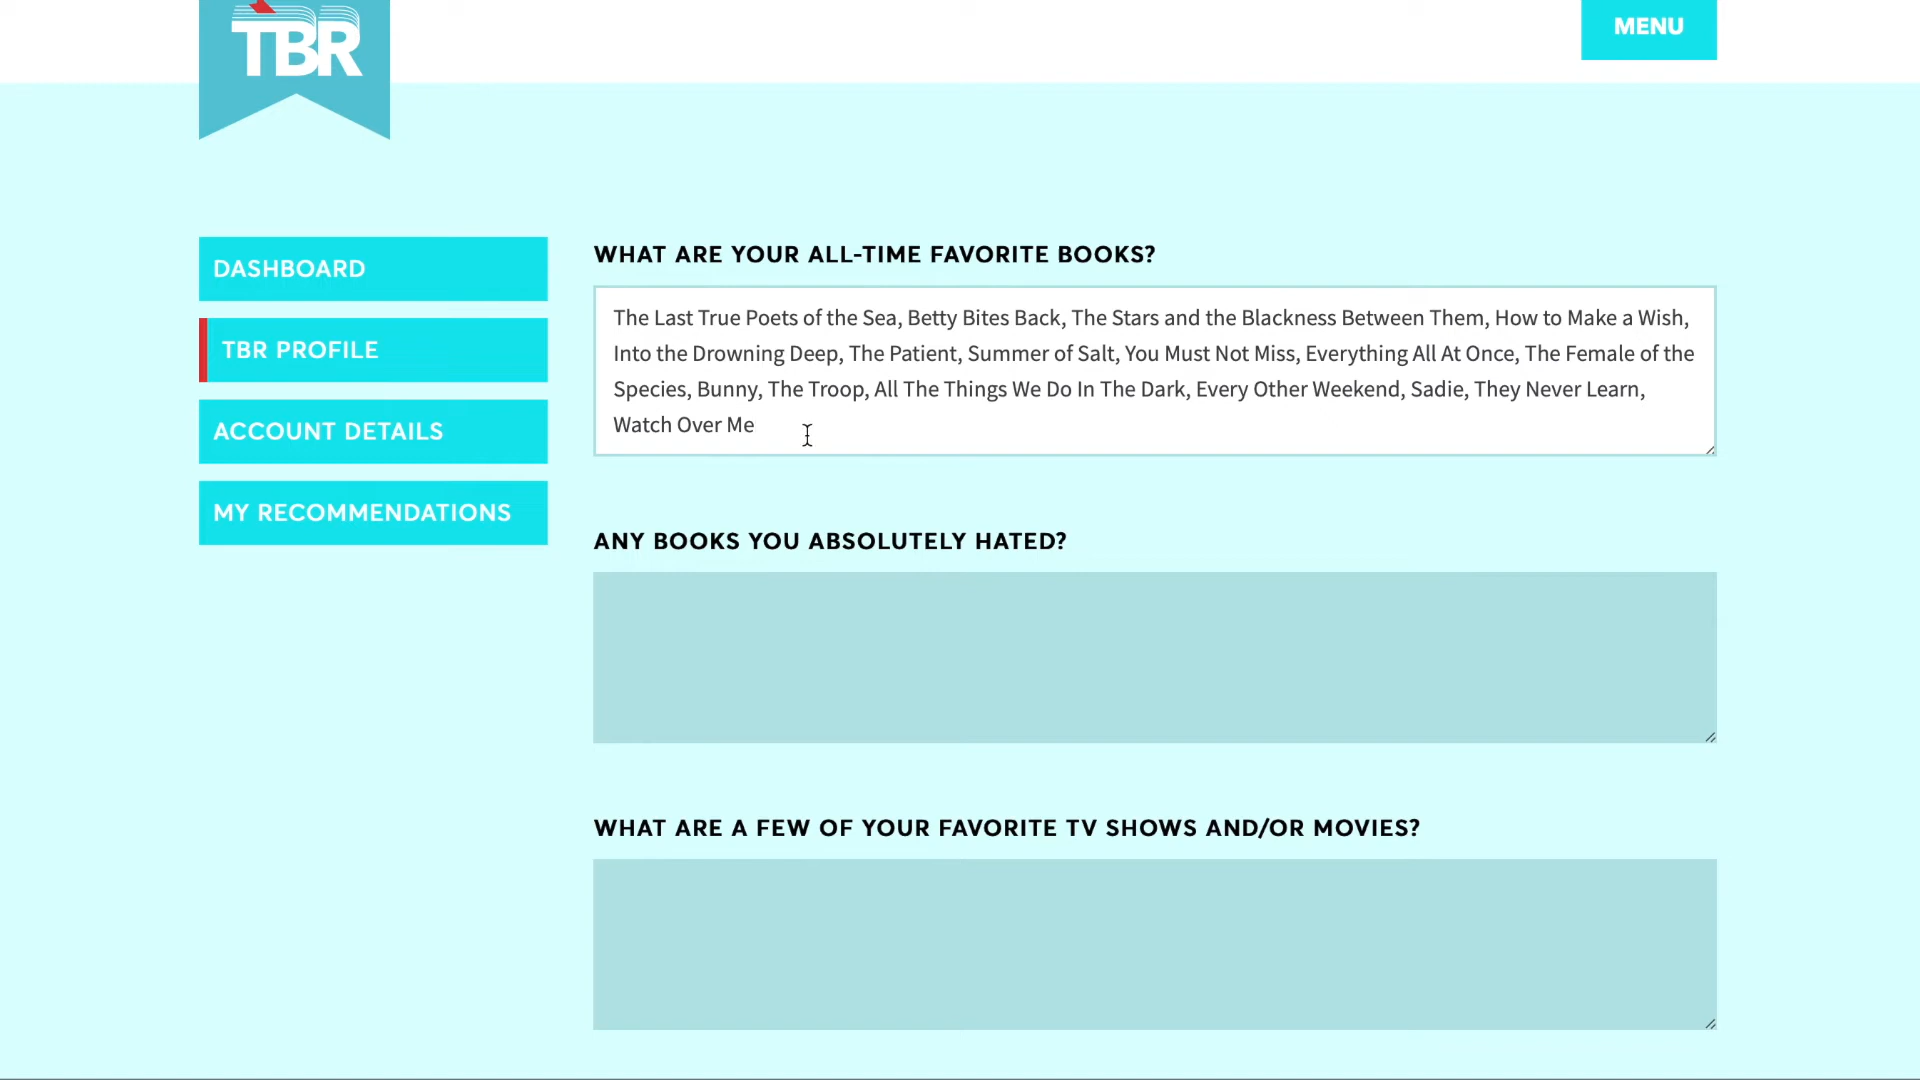 TBR
MENU
DASHBOARD
TBR PROFILE
ACCOUNT DETAILS
MY RECOMMENDATIONS
WHAT ARE YOUR ALL-TIME FAVORITE BOOKS?
The Last True Poets of the Sea, Betty Bites Back, The Stars and the Blackness Between Them, How to Make a Wish,
Into the Drowning Deep, The Patient, Summer of Salt, You Must Not Miss, Everything All At Once, The Female of the
Species, Bunny, The Troop, All The Things We Do In The Dark, Every Other Weekend, Sadie, They Never Learn,
Watch Over Me
ANY BOOKS YOU ABSOLUTELY HATED?
WHAT ARE A FEW OF YOUR FAVORITE TV SHOWS AND/OR MOVIES?